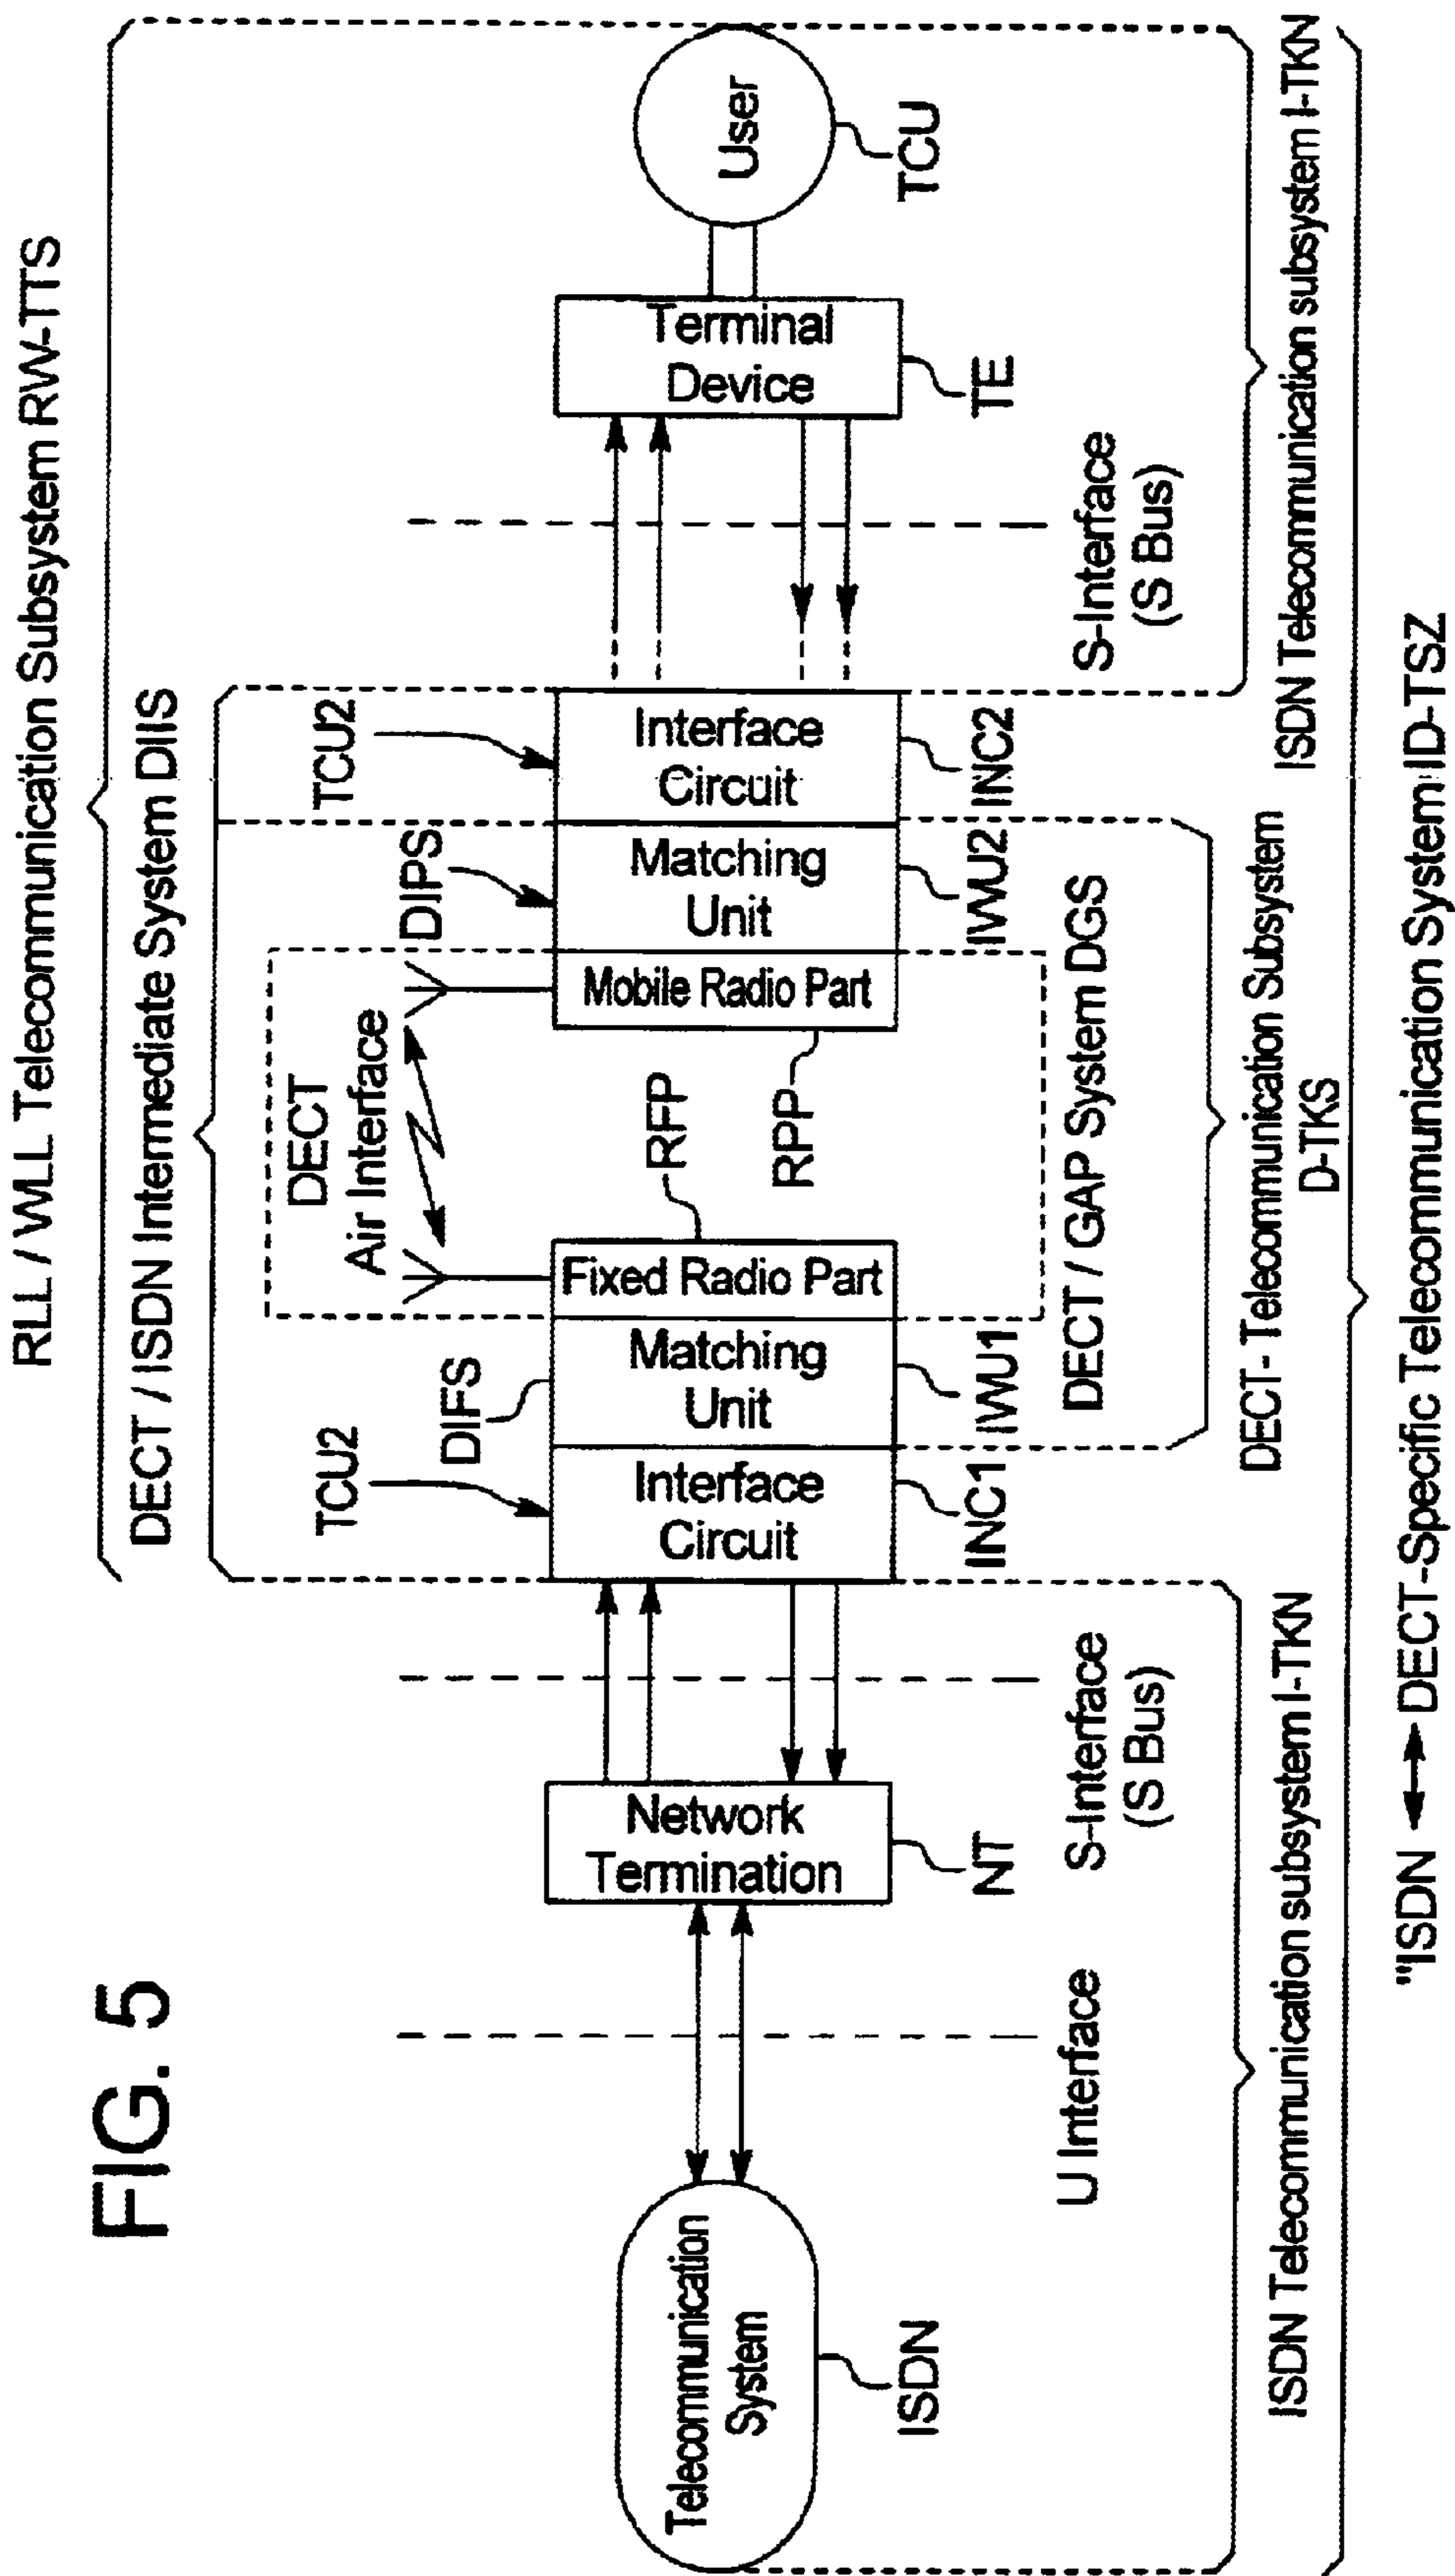 FIG. 5
RLL / WLL Telecommunication Subsystem RW-TTS
DECT / ISDN Intermediate System DIIS
TCU2
DIFS
DECT
Air Interface
DIPS
TCU2
Telecommunication
System
ISDN
U Interface
Network
Termination
NT
S-Interface
(S Bus)
Interface
Circuit
INC1
Matching
Unit
IWU1
Fixed Radio Part
RFP
RPP
Mobile Radio Part
Matching
Unit
IWU2
Interface
Circuit
INC2
S-Interface
(S Bus)
Terminal
Device
TE
User
TCU
DECT / GAP System DGS
ISDN Telecommunication subsystem I-TKN
DECT- Telecommunication Subsystem
D-TKS
ISDN Telecommunication subsystem I-TKN
"ISDN ↔ DECT-Specific Telecommunication System ID-TSZ